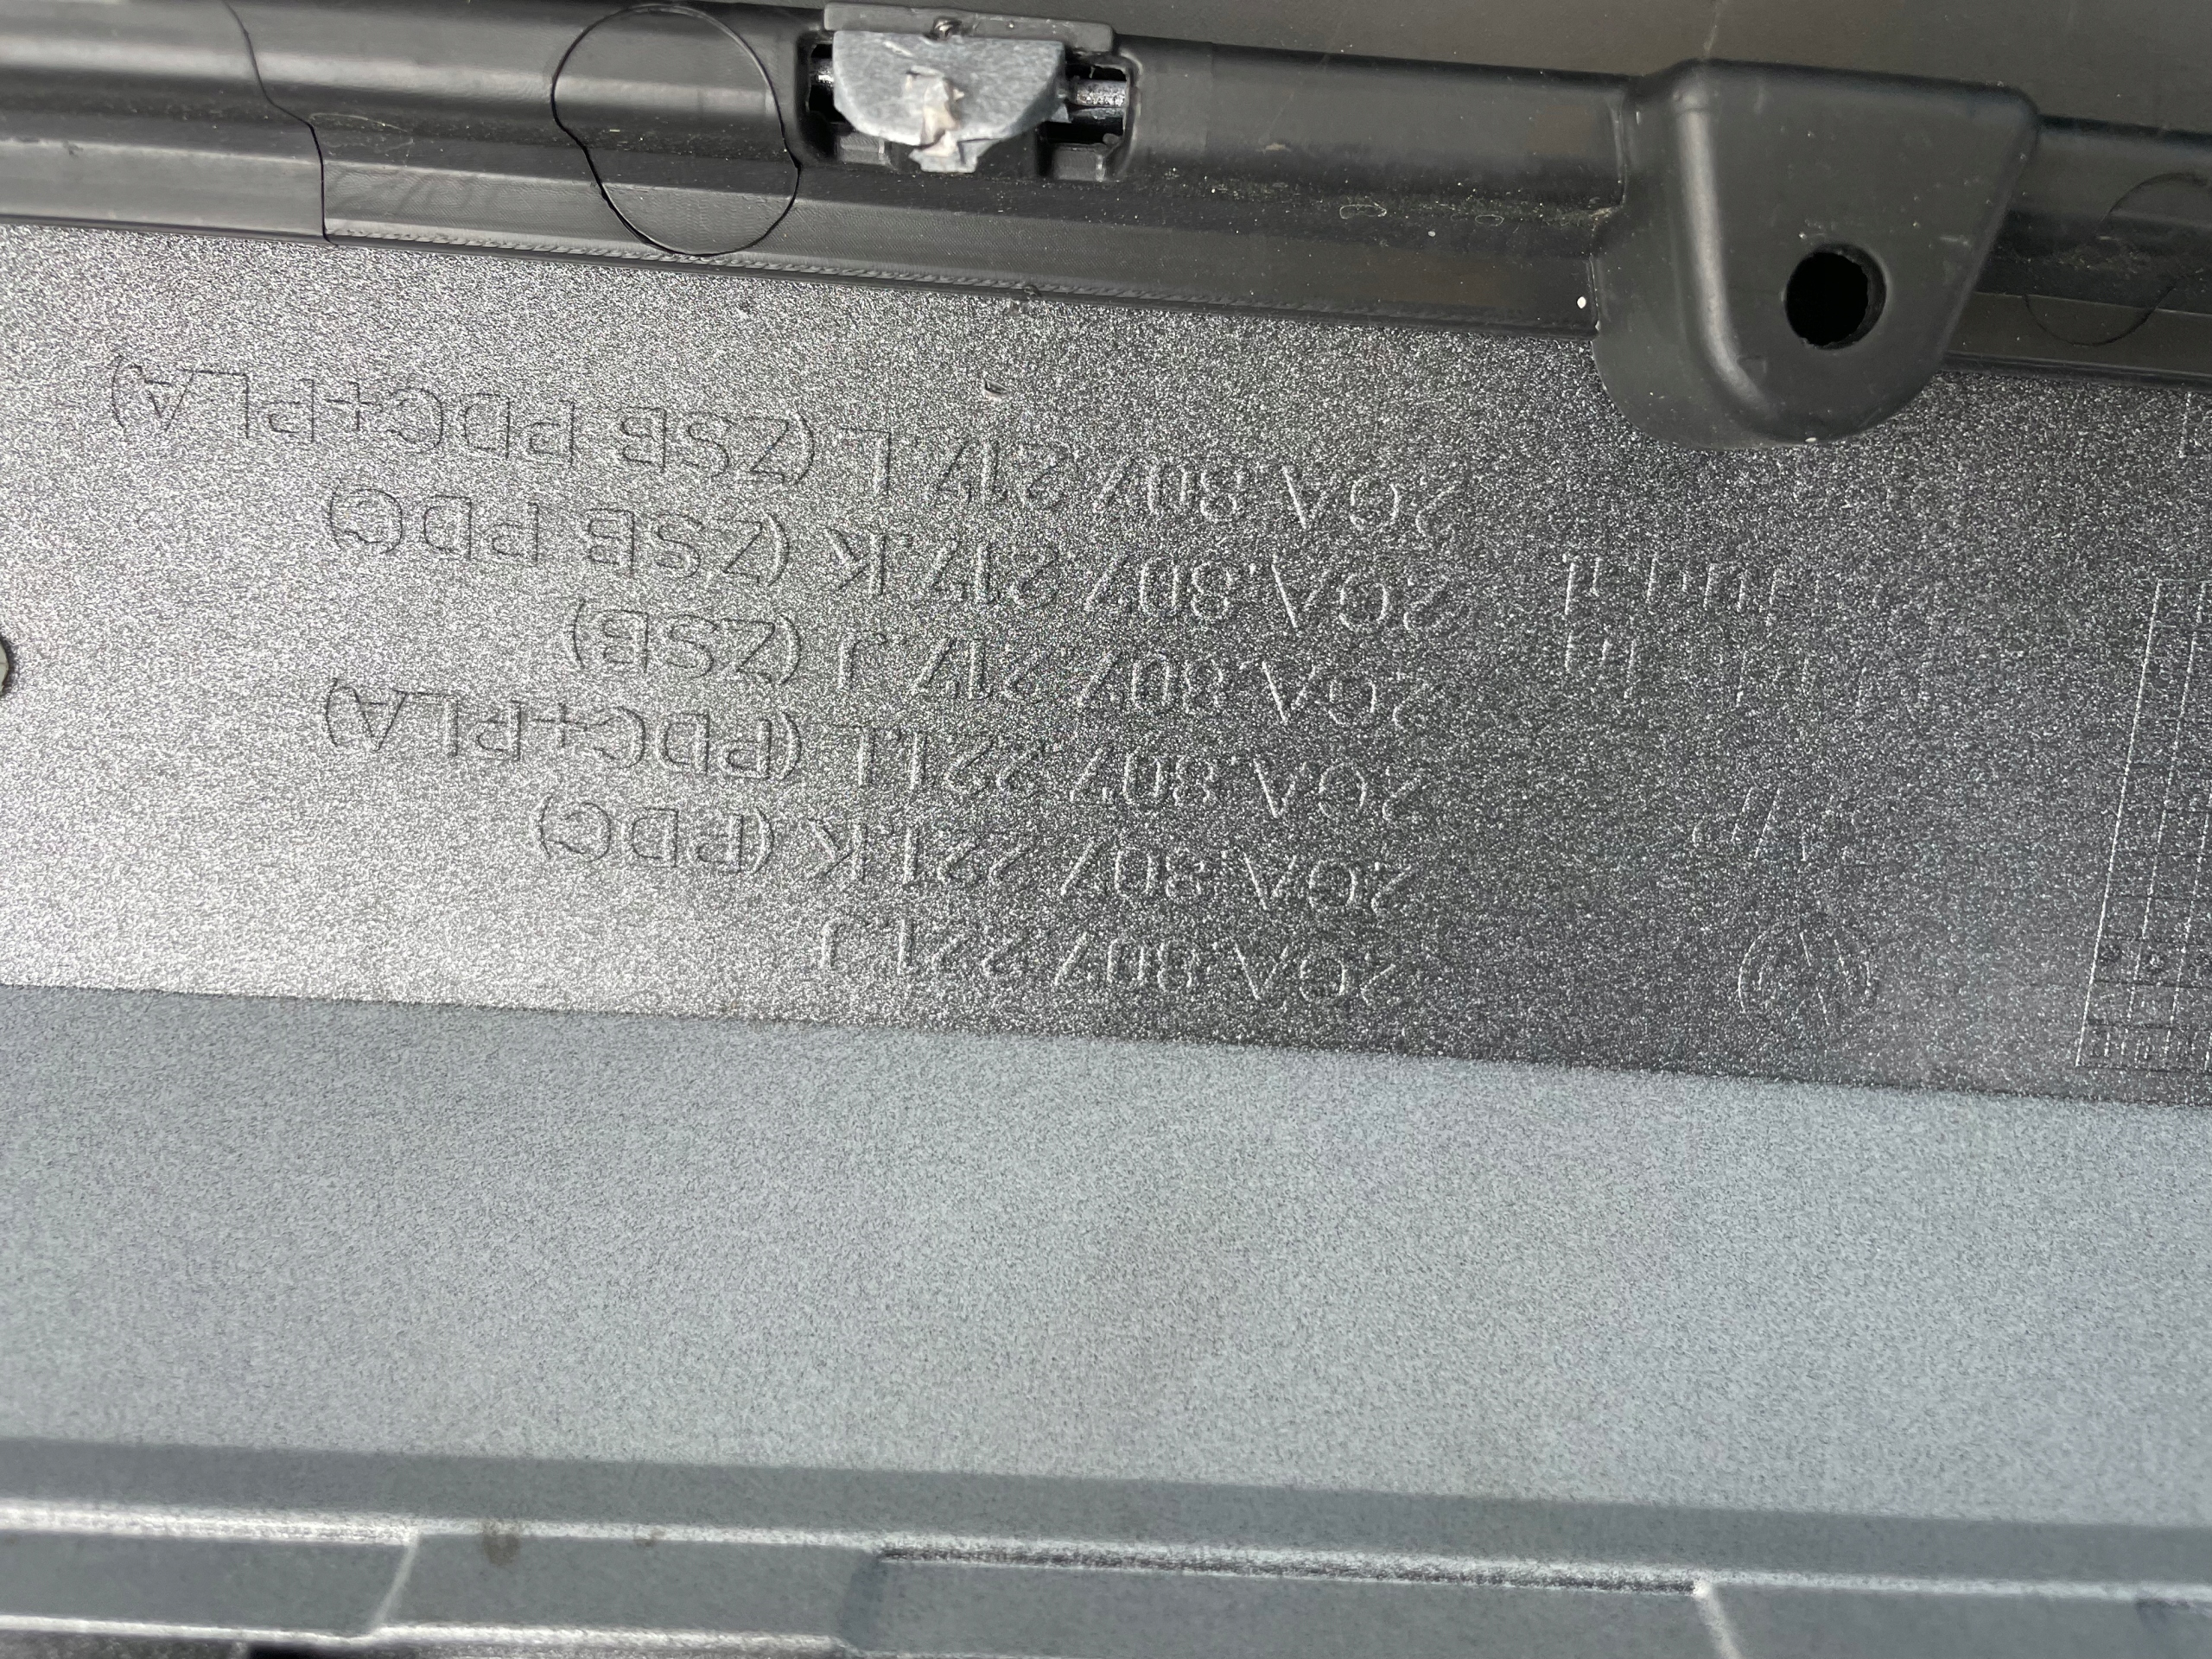 2GA.807.221.J
2GA.807.221.K (PDC)
2GA.807.221.L (PDC+PLA)
2GA.807.217.J (ZSB)
2GA.807.217.K (ZSB PDC)
2GA.807.217.L (ZSB PDC+PLA)